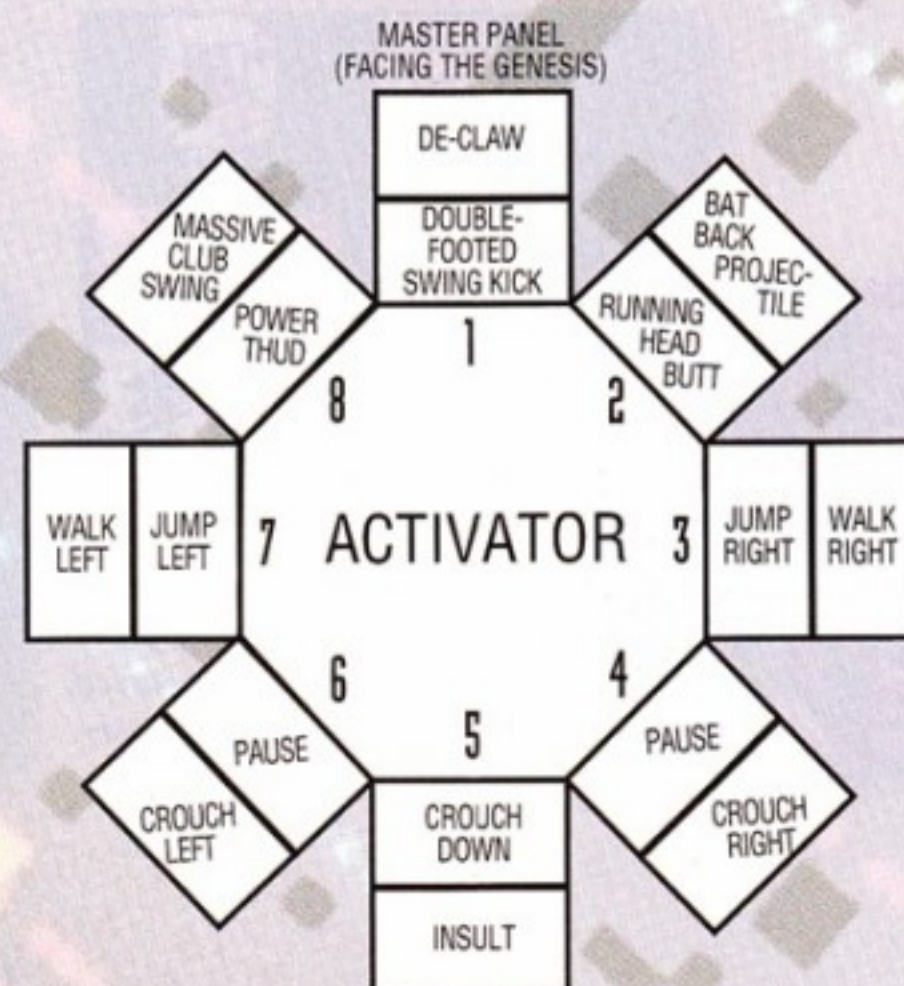 MASTER PANEL
(FACING THE GENESIS)
DE-CLAW
DOUBLE-
FOOTED
SWING KICK
1
BAT
BACK
PROJEC-
TILE
RUNNING
HEAD
BUTT
2
MASSIVE
CLUB
SWING
POWER
THUD
8
WALK
LEFT
JUMP
LEFT
7
ACTIVATOR
3
JUMP
RIGHT
WALK
RIGHT
6
PAUSE
CROUCH
LEFT
5
CROUCH
DOWN
INSULT
4
PAUSE
CROUCH
RIGHT